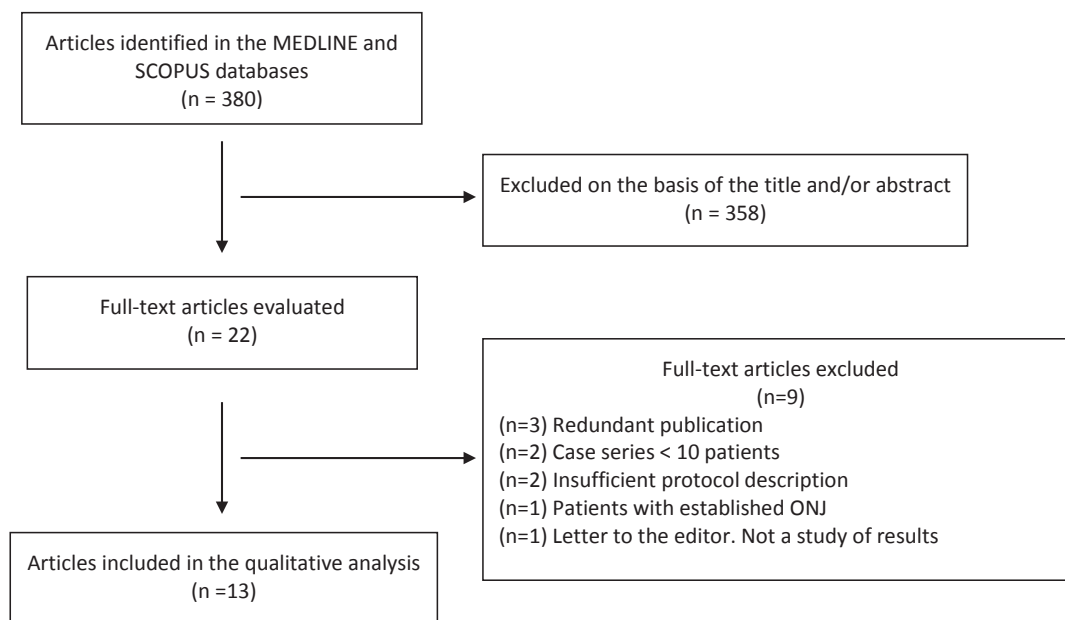 Articles identified in the MEDLINE and
SCOPUS databases
(n = 380)
Excluded on the basis of the title and/or abstract
(n = 358)
Full-text articles evaluated
(n = 22)
Full-text articles excluded
(n=9)
(n=3) Redundant publication
(n=2) Case series < 10 patients
(n=2) Insufficient protocol description
(n=1) Patients with established ONJ
(n=1) Letter to the editor. Not a study of results
Articles included in the qualitative analysis
(n =13)